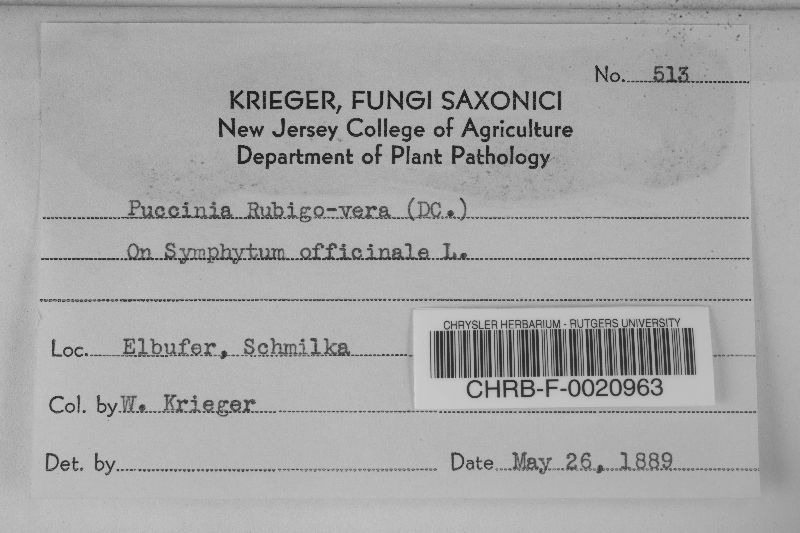 No. 513
KRIEGER, FUNGI SAXONICI
New Jersey College of Agriculture
Department of Plant Pathology
Puccinia Rubigo-vera (DC.)
On Symphytum officinale L.
Loc. Elbufer, Schmilka
CHRYSLER HERBARIUM - RUTGERS UNIVERSITY
CHRB-F-0020963
Col. by W. Krieger
Det. by
Date May 26, 1889